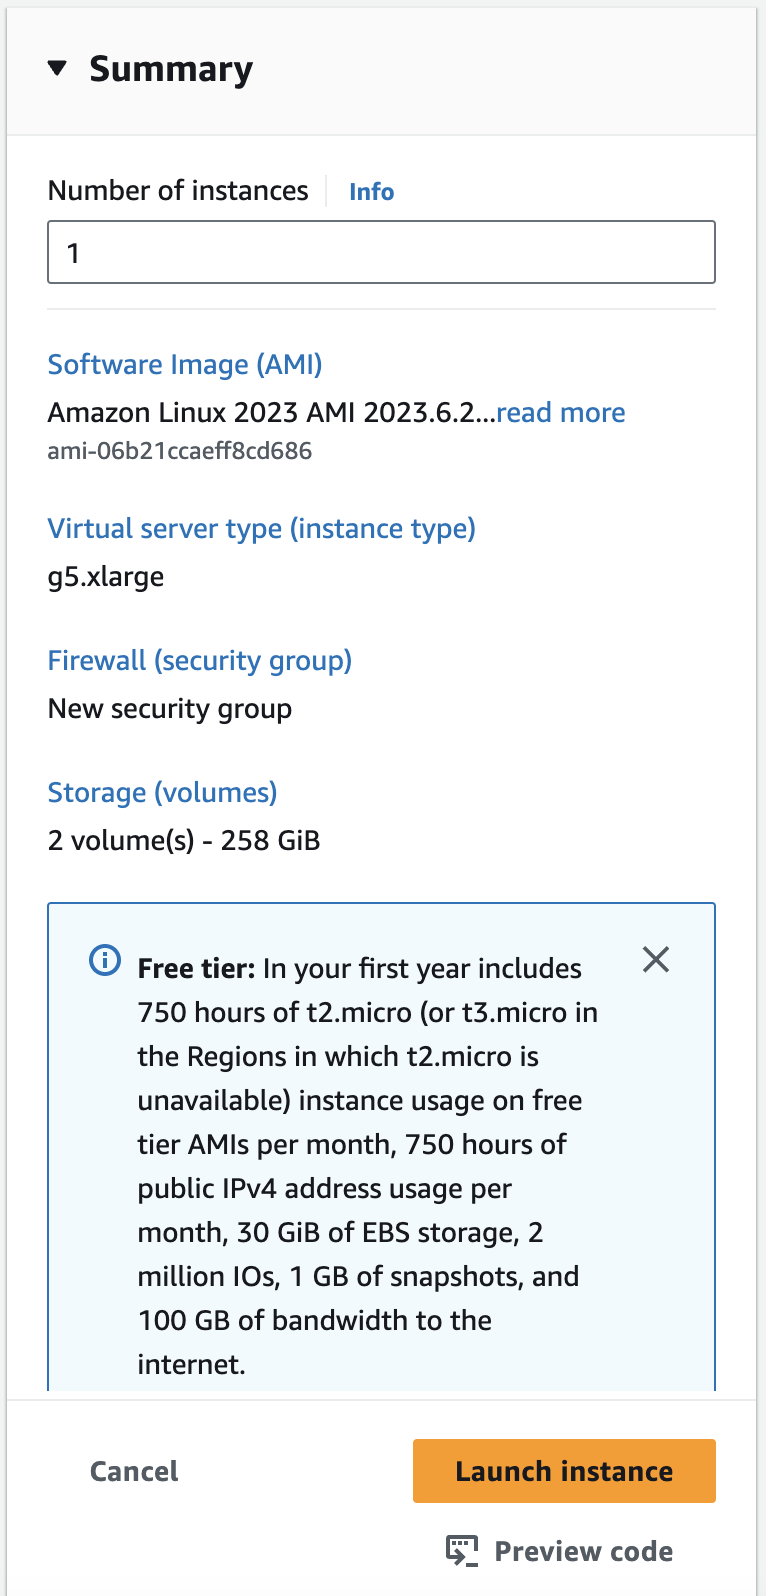 Summary
Number of instances Info
1
Software Image (AMI)
Amazon Linux 2023 AMI 2023.6.2...read more
ami-06b21ccaeff8cd686
Virtual server type (instance type)
g5.xlarge
Firewall (security group)
New security group
Storage (volumes)
2 volume(s) - 258 GiB
Free tier: In your first year includes
750 hours of t2.micro (or t3.micro in
the Regions in which t2.micro is
unavailable) instance usage on free
tier AMIs per month, 750 hours of
public IPv4 address usage per
month, 30 GiB of EBS storage, 2
million IOs, 1 GB of snapshots, and
100 GB of bandwidth to the
internet.
Cancel
Launch instance
Preview code